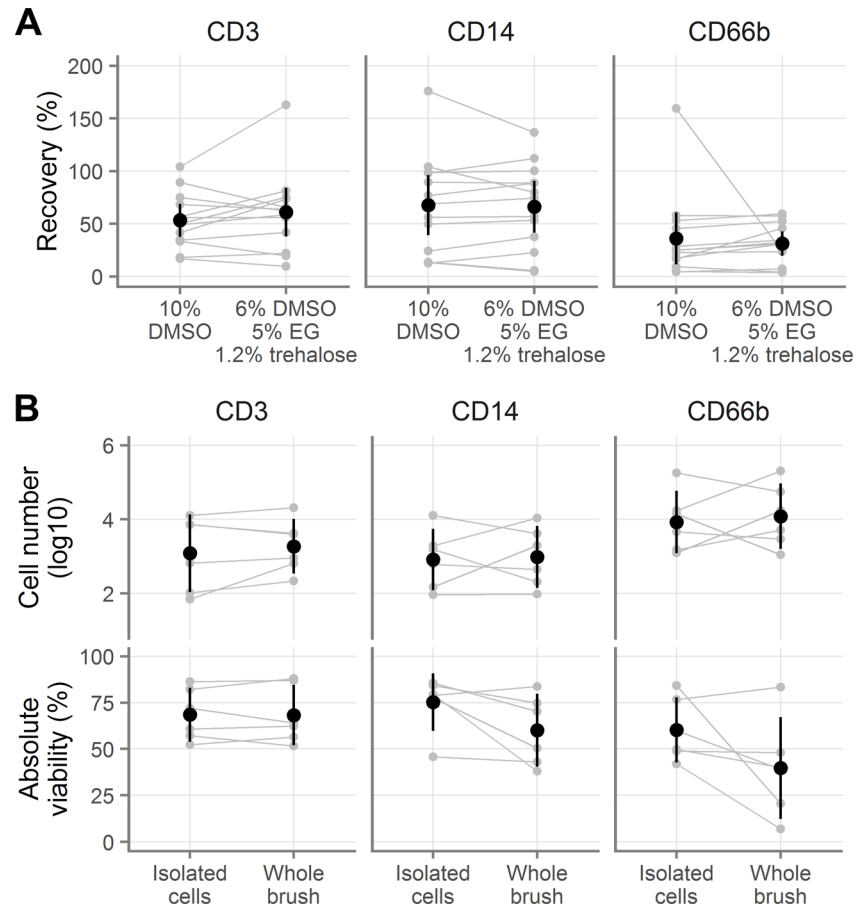 A
CD3 CD14 CD66b
Recovery (%)
200
150
100
50
0
10% 6% DMSO 10% 6% DMSO 10% 6% DMSO
DMSO 5% EG DMSO 5% EG DMSO 5% EG
1.2% trehalose 1.2% trehalose 1.2% trehalose
B
CD3 CD14 CD66b
Cell number
(log10)
6
4
2
Absolute
viability (%)
100
75
50
25
0
Isolated Whole Isolated Whole Isolated Whole
cells brush cells brush cells brush